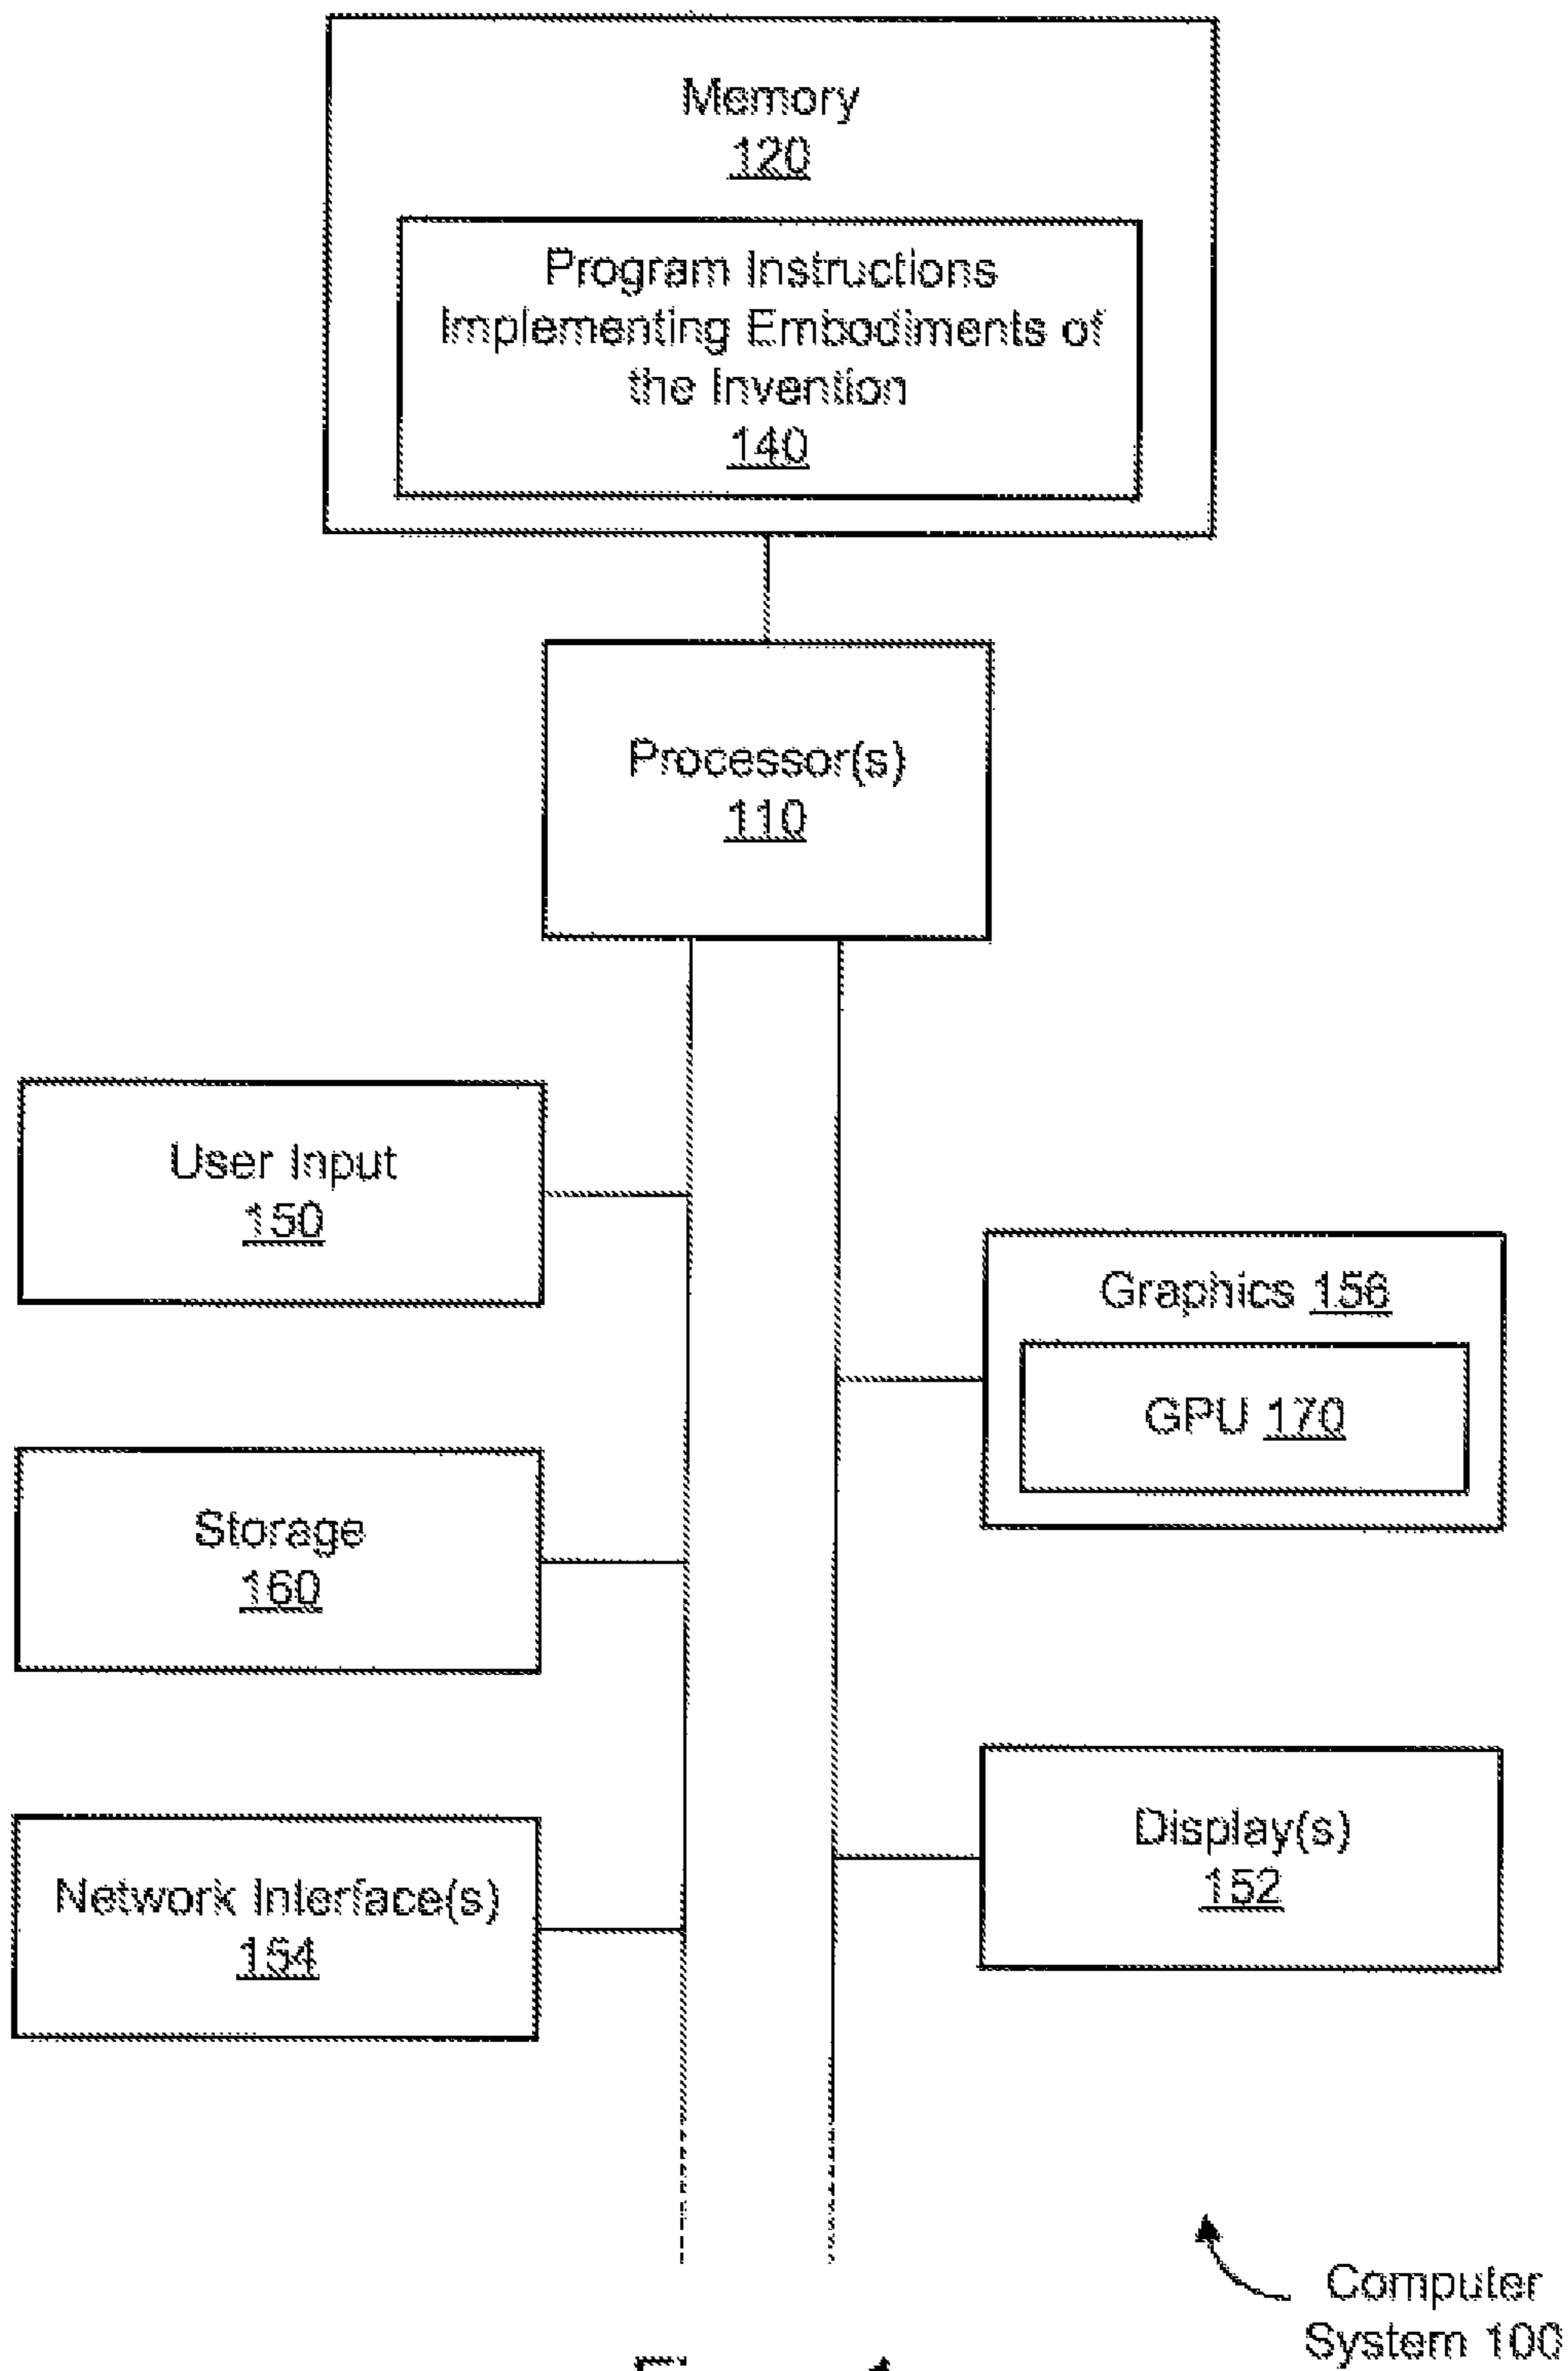 Memory
120
Program Instructions
Implementing Embodiments of
the Invention
140
Processor(s)
110
User Input
150
Graphics 156
GPU 170
Storage
160
Display(s)
152
Network Interface(s)
154
Computer
System 100